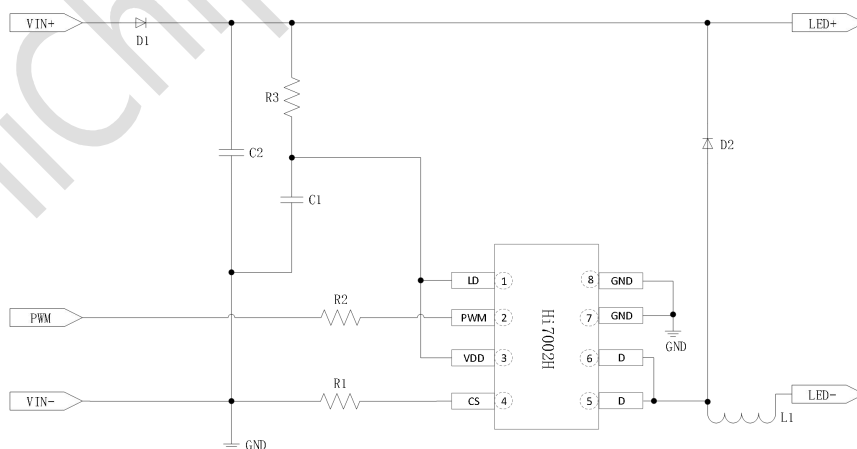 VIN+
D1
LED+
R3
C2
C1
D2
LD 1
8 GND
R2
PWM
PWM 2
7 GND
Hi7002H
GND
VDD 3
6 D
R1
VIN-
CS 4
5 D
LED-
L1
GND